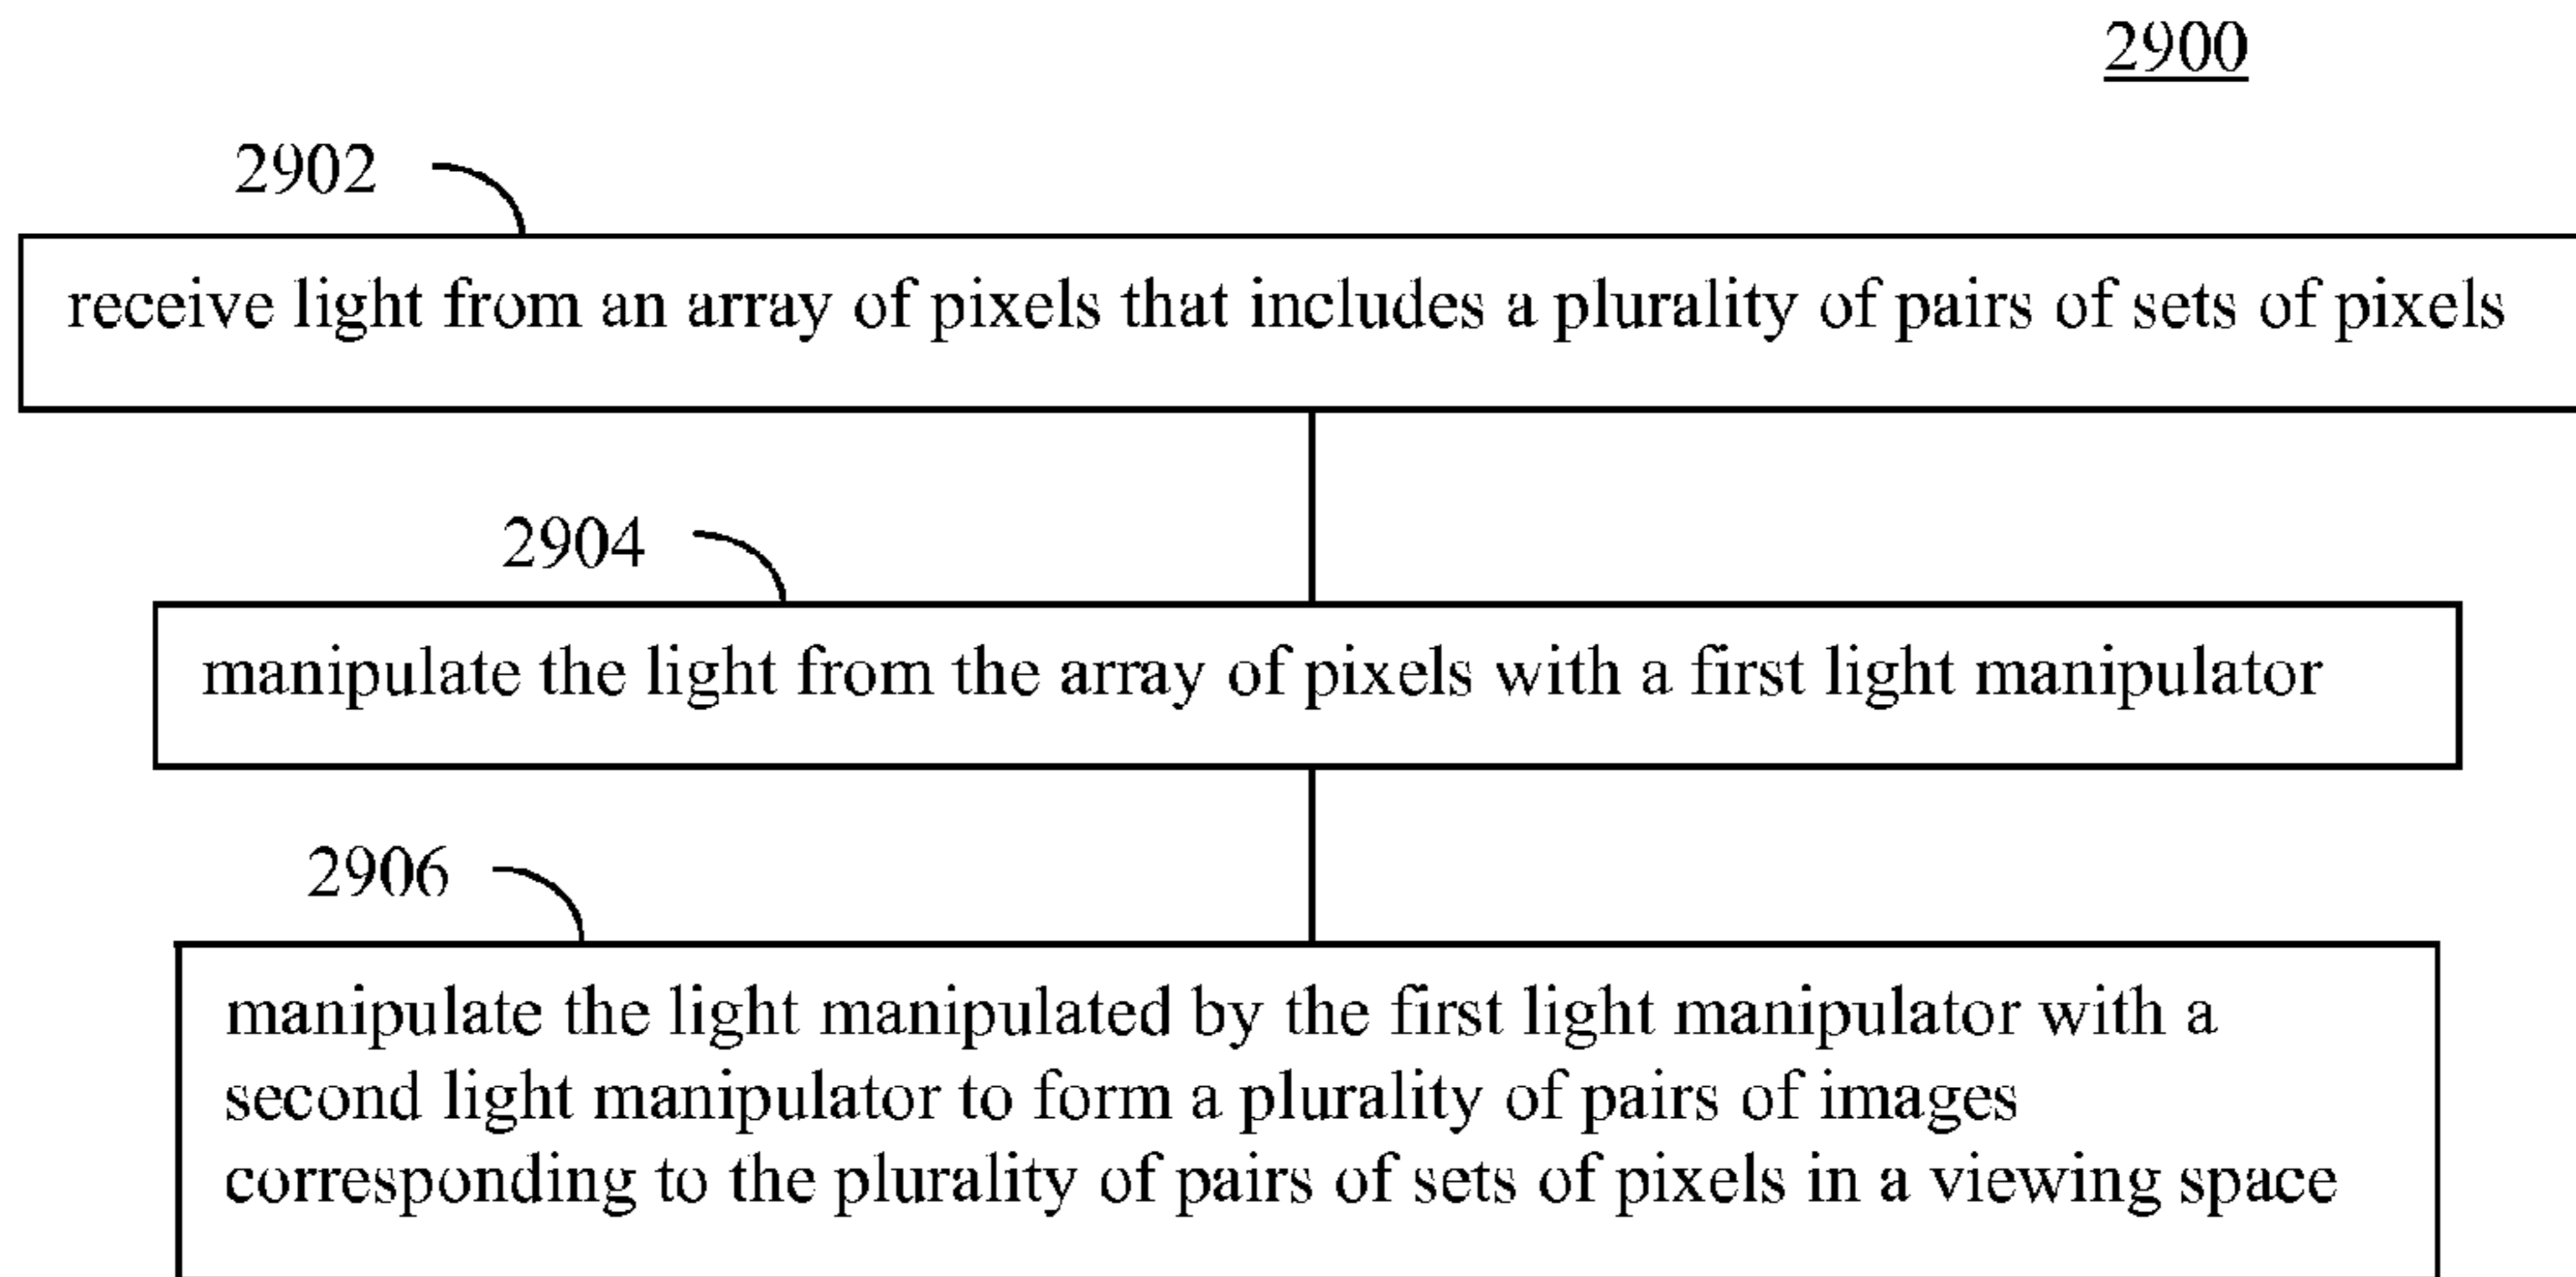 2900
2902
receive light from an array of pixels that includes a plurality of pairs of sets of pixels
2904
manipulate the light from the array of pixels with a first light manipulator
2906
manipulate the light manipulated by the first light manipulator with a
second light manipulator to form a plurality of pairs of images
corresponding to the plurality of pairs of sets of pixels in a viewing space